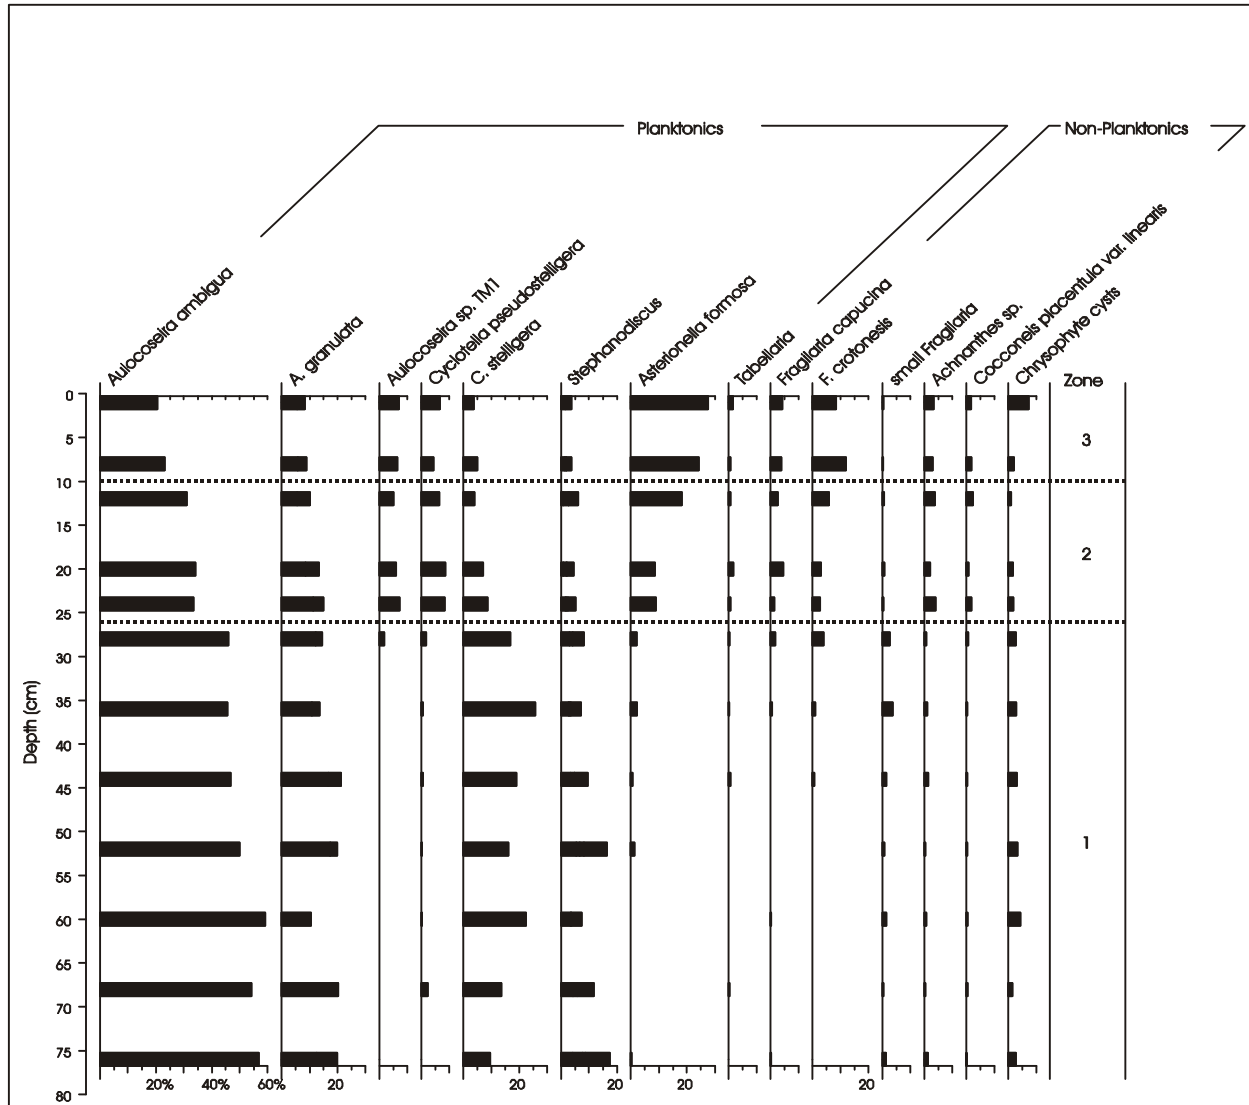 Planktonics
Non-Planktonics
Aulocoseira ambigua
A. granulata
Aulocoseira sp. TM1
Cyclotella pseudostelligera
C. stelligera
Stephanodiscus
Asterionella formosa
Tabellaria
Fragilaria capucina
F. crotonesis
small Fragilaria
Achnanthes sp.
Cocconeis placentula var. linearis
Chrysophyte cysts
Zone
0
5
10
15
20
25
30
35
40
45
50
55
60
65
70
75
80
Depth (cm)
3
2
1
20% 40% 60% 20 20 20 20 20